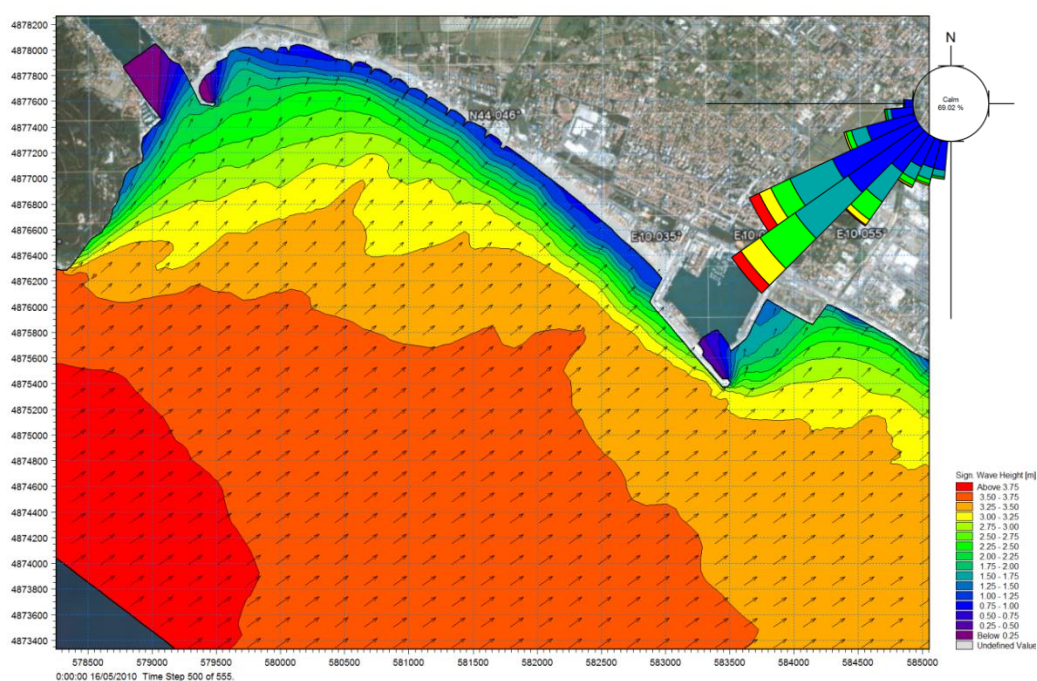 4878200
4878000
4877800
4877600
4877400
4877200
4877000
4876800
4876600
4876400
4876200
4876000
4875800
4875600
4875400
4875200
4875000
4874800
4874600
4874400
4874200
4874000
4873800
4873600
4873400
N44.046°
E10.035°
E10.055°
N
Calm
69.02 %
Sign. Wave Height [m]
Above 3.75
3.50 - 3.75
3.25 - 3.50
3.00 - 3.25
2.75 - 3.00
2.50 - 2.75
2.25 - 2.50
2.00 - 2.25
1.75 - 2.00
1.50 - 1.75
1.25 - 1.50
1.00 - 1.25
0.75 - 1.00
0.50 - 0.75
0.25 - 0.50
Below 0.25
Undefined Value
578500 579000 579500 580000 580500 581000 581500 582000 582500 583000 583500 584000 584500 585000
0:00:00 16/05/2010 Time Step 500 of 555.